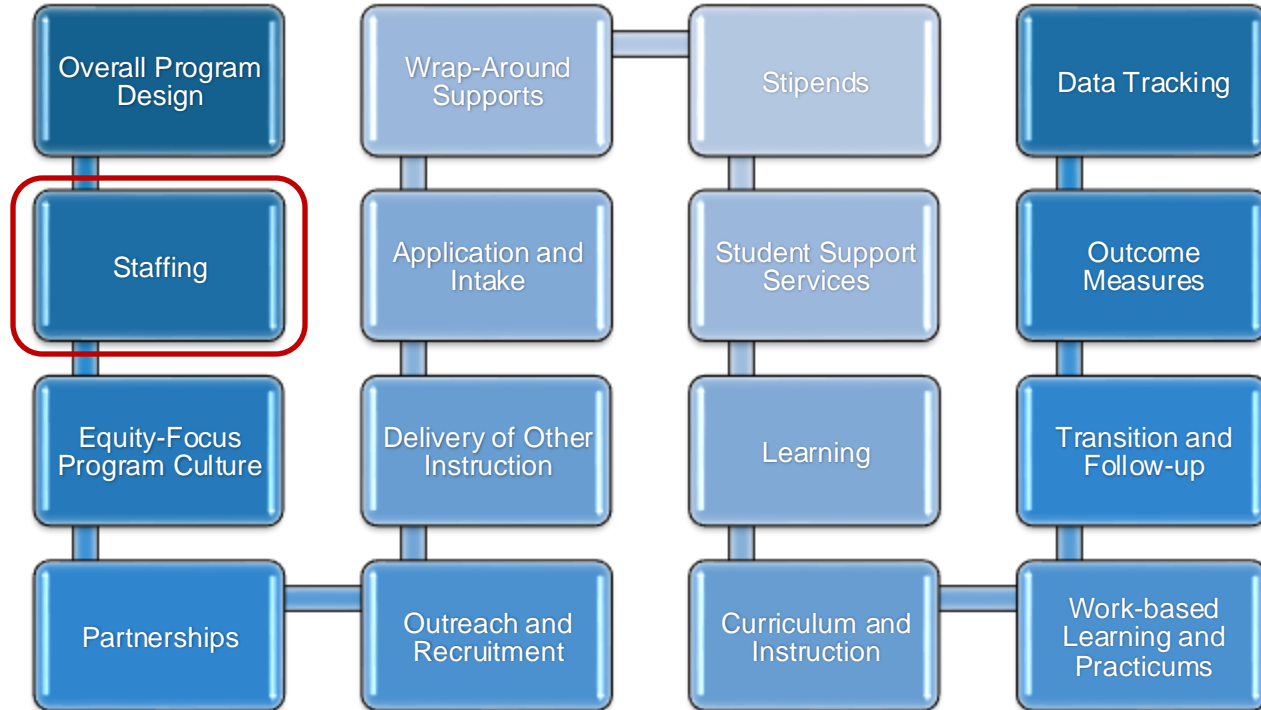 Overall Program
Design
Staffing
Equity-Focus
Program Culture
Partnerships
Outreach and
Recruitment
Delivery of Other
Instruction
Application and
Intake
Wrap-Around
Supports
Stipends
Student Support
Services
Learning
Curriculum and
Instruction
Work-based
Learning and
Practicums
Transition and
Follow-up
Outcome
Measures
Data Tracking